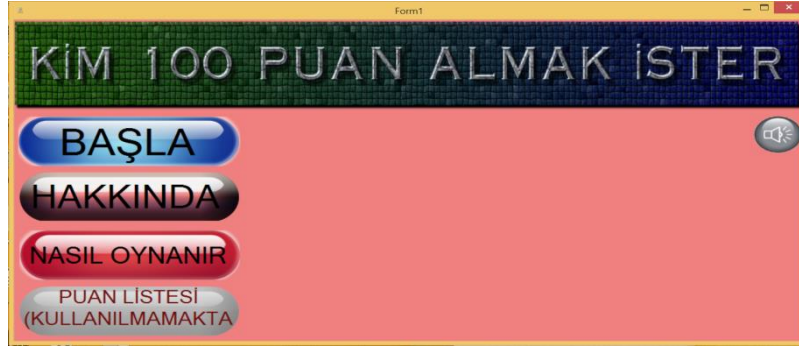 Form1
KİM 100 PUAN ALMAK İSTER
BAŞLA
HAKKINDA
NASIL OYNANIR
PUAN LİSTESİ
(KULLANILMAMAKTA